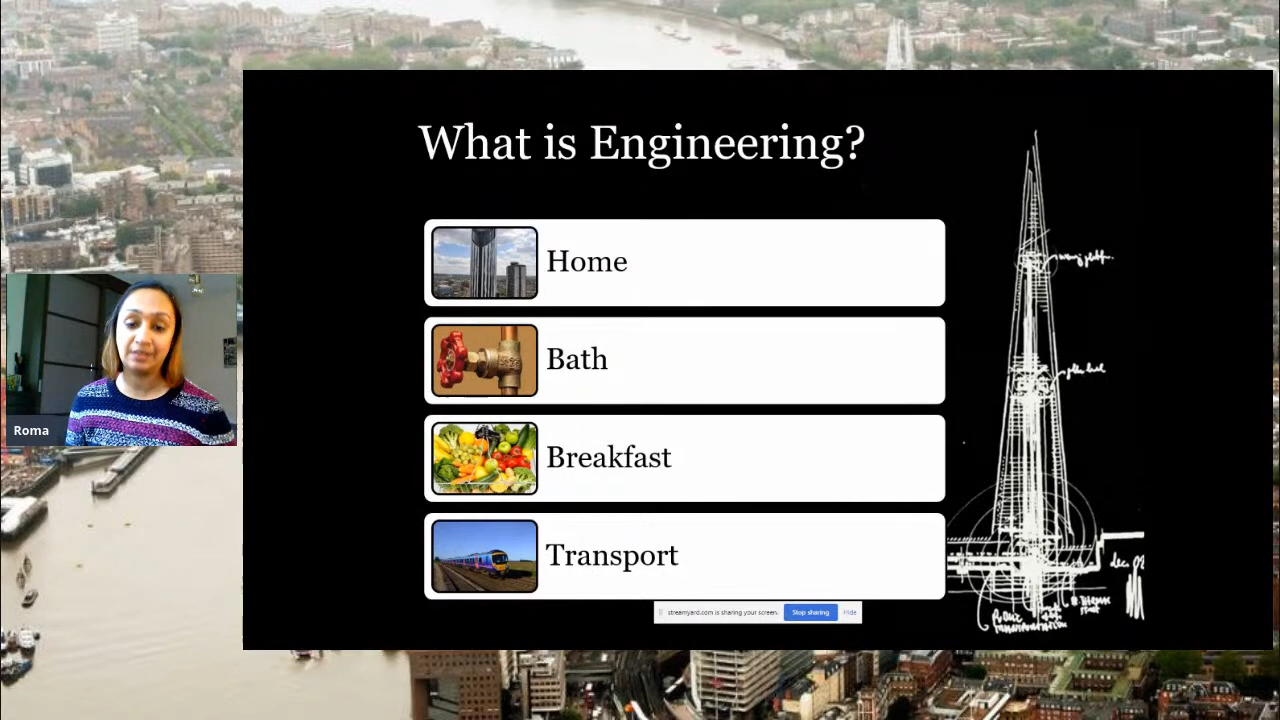 What is Engineering?
Home
Bath
Breakfast
Transport
Roma
streamyard.com is sharing your screen.
Stop sharing
Hide